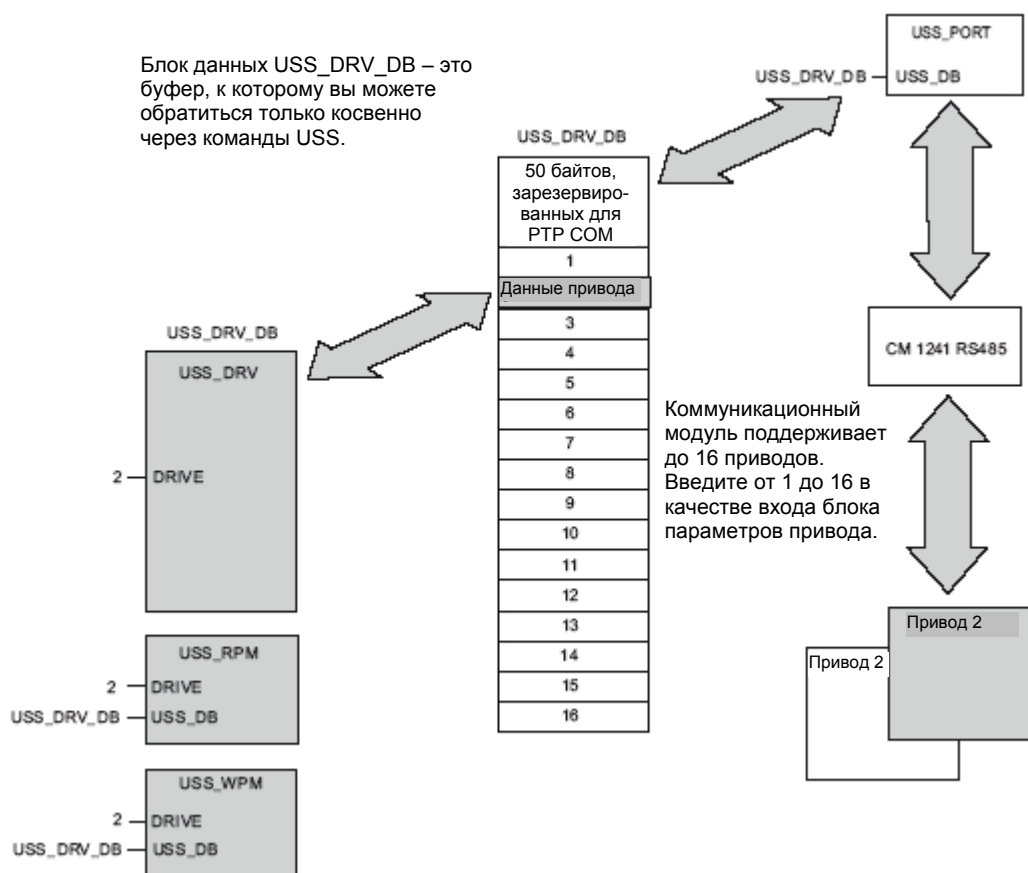 Блок данных USS_DRV_DB – это
буфер, к которому вы можете
обратиться только косвенно
через команды USS.
USS_PORT
USS_DRV_DB
USS_DB
USS_DRV_DB
50 байтов,
зарезервиро-
ванных для
PTP COM
1
Данные привода
3
4
5
6
7
8
9
10
11
12
13
14
15
16
USS_DRV_DB
USS_DRV
2
DRIVE
USS_RPM
2
DRIVE
USS_DRV_DB
USS_DB
USS_WPM
2
DRIVE
USS_DRV_DB
USS_DB
CM 1241 RS485
Коммуникационный
модуль поддерживает
до 16 приводов.
Введите от 1 до 16 в
качестве входа блока
параметров привода.
Привод 2
Привод 2